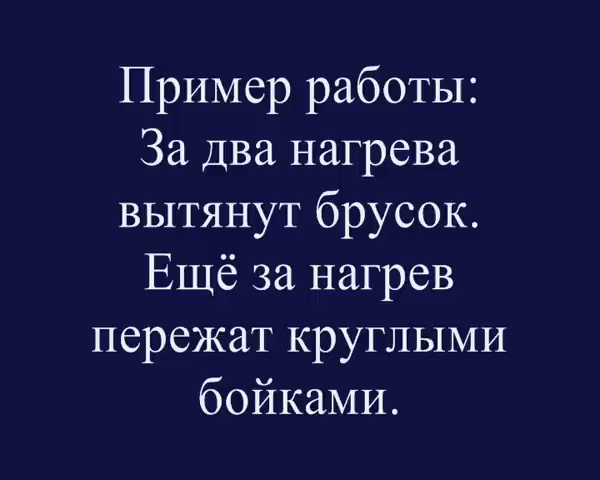 Пример работы:
За два нагрева
вытянут брусок.
Ещё за нагрев
пережат круглыми
бойками.